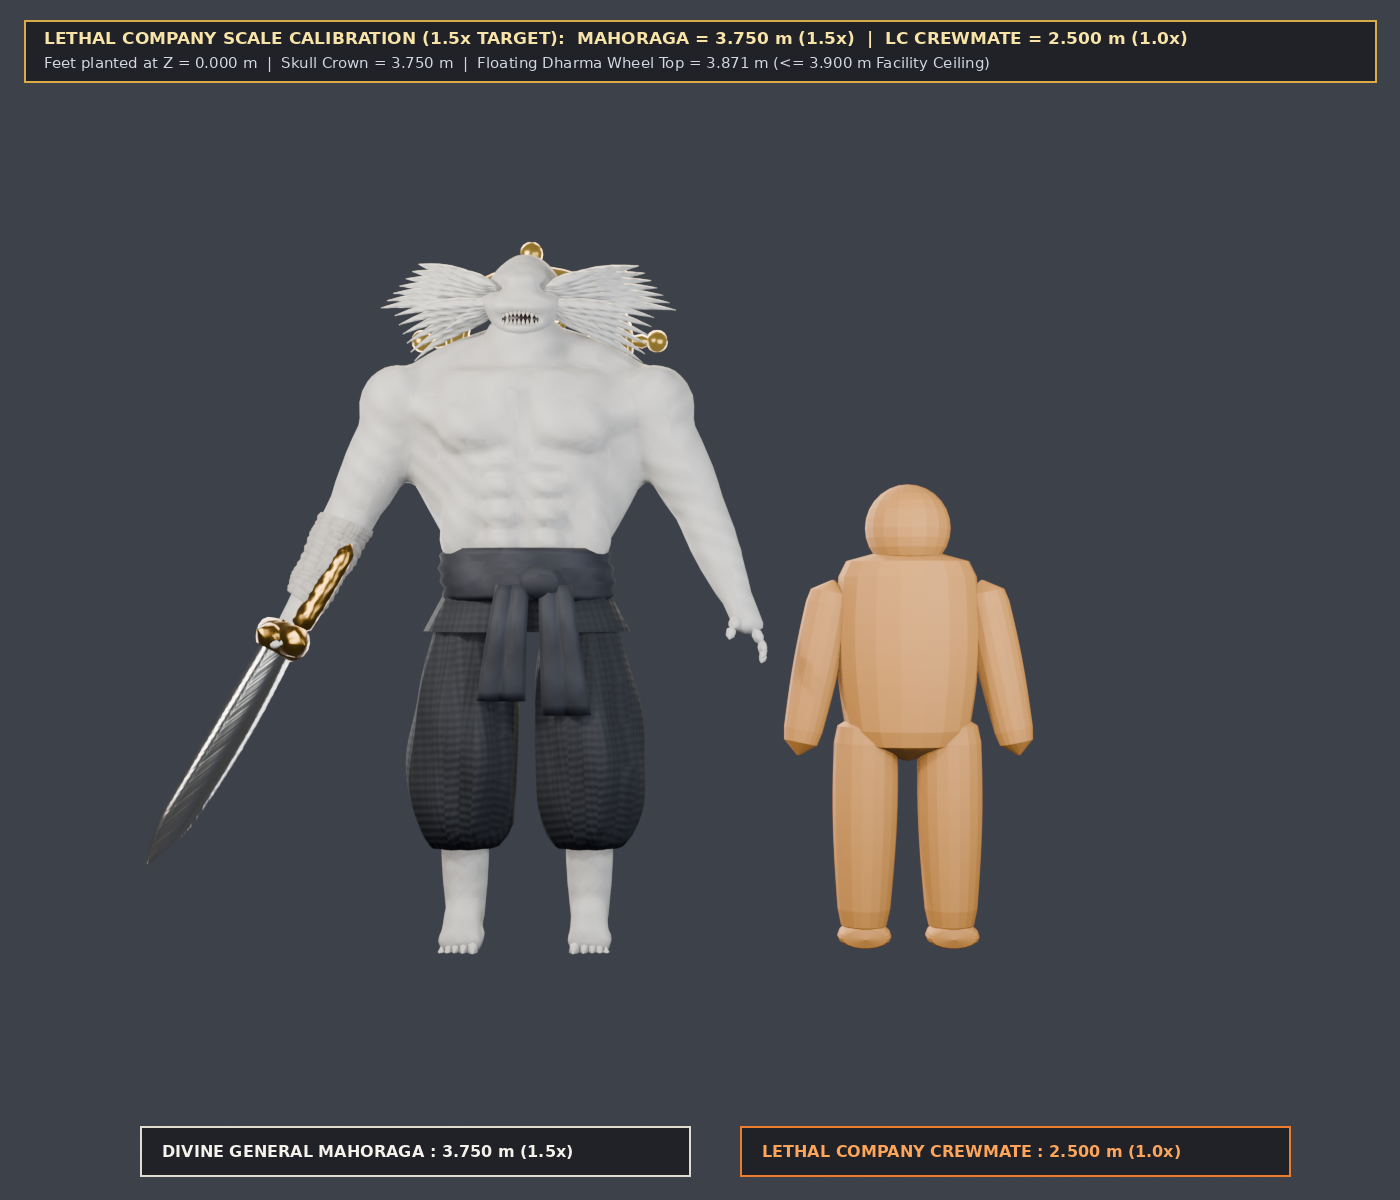 LETHAL COMPANY SCALE CALIBRATION (1.5x TARGET):  MAHORAGA = 3.750 m (1.5x)  |  LC CREWMATE = 2.500 m (1.0x)
Feet planted at Z = 0.000 m  |  Skull Crown = 3.750 m  |  Floating Dharma Wheel Top = 3.871 m (<= 3.900 m Facility Ceiling)
DIVINE GENERAL MAHORAGA : 3.750 m (1.5x)
LETHAL COMPANY CREWMATE : 2.500 m (1.0x)